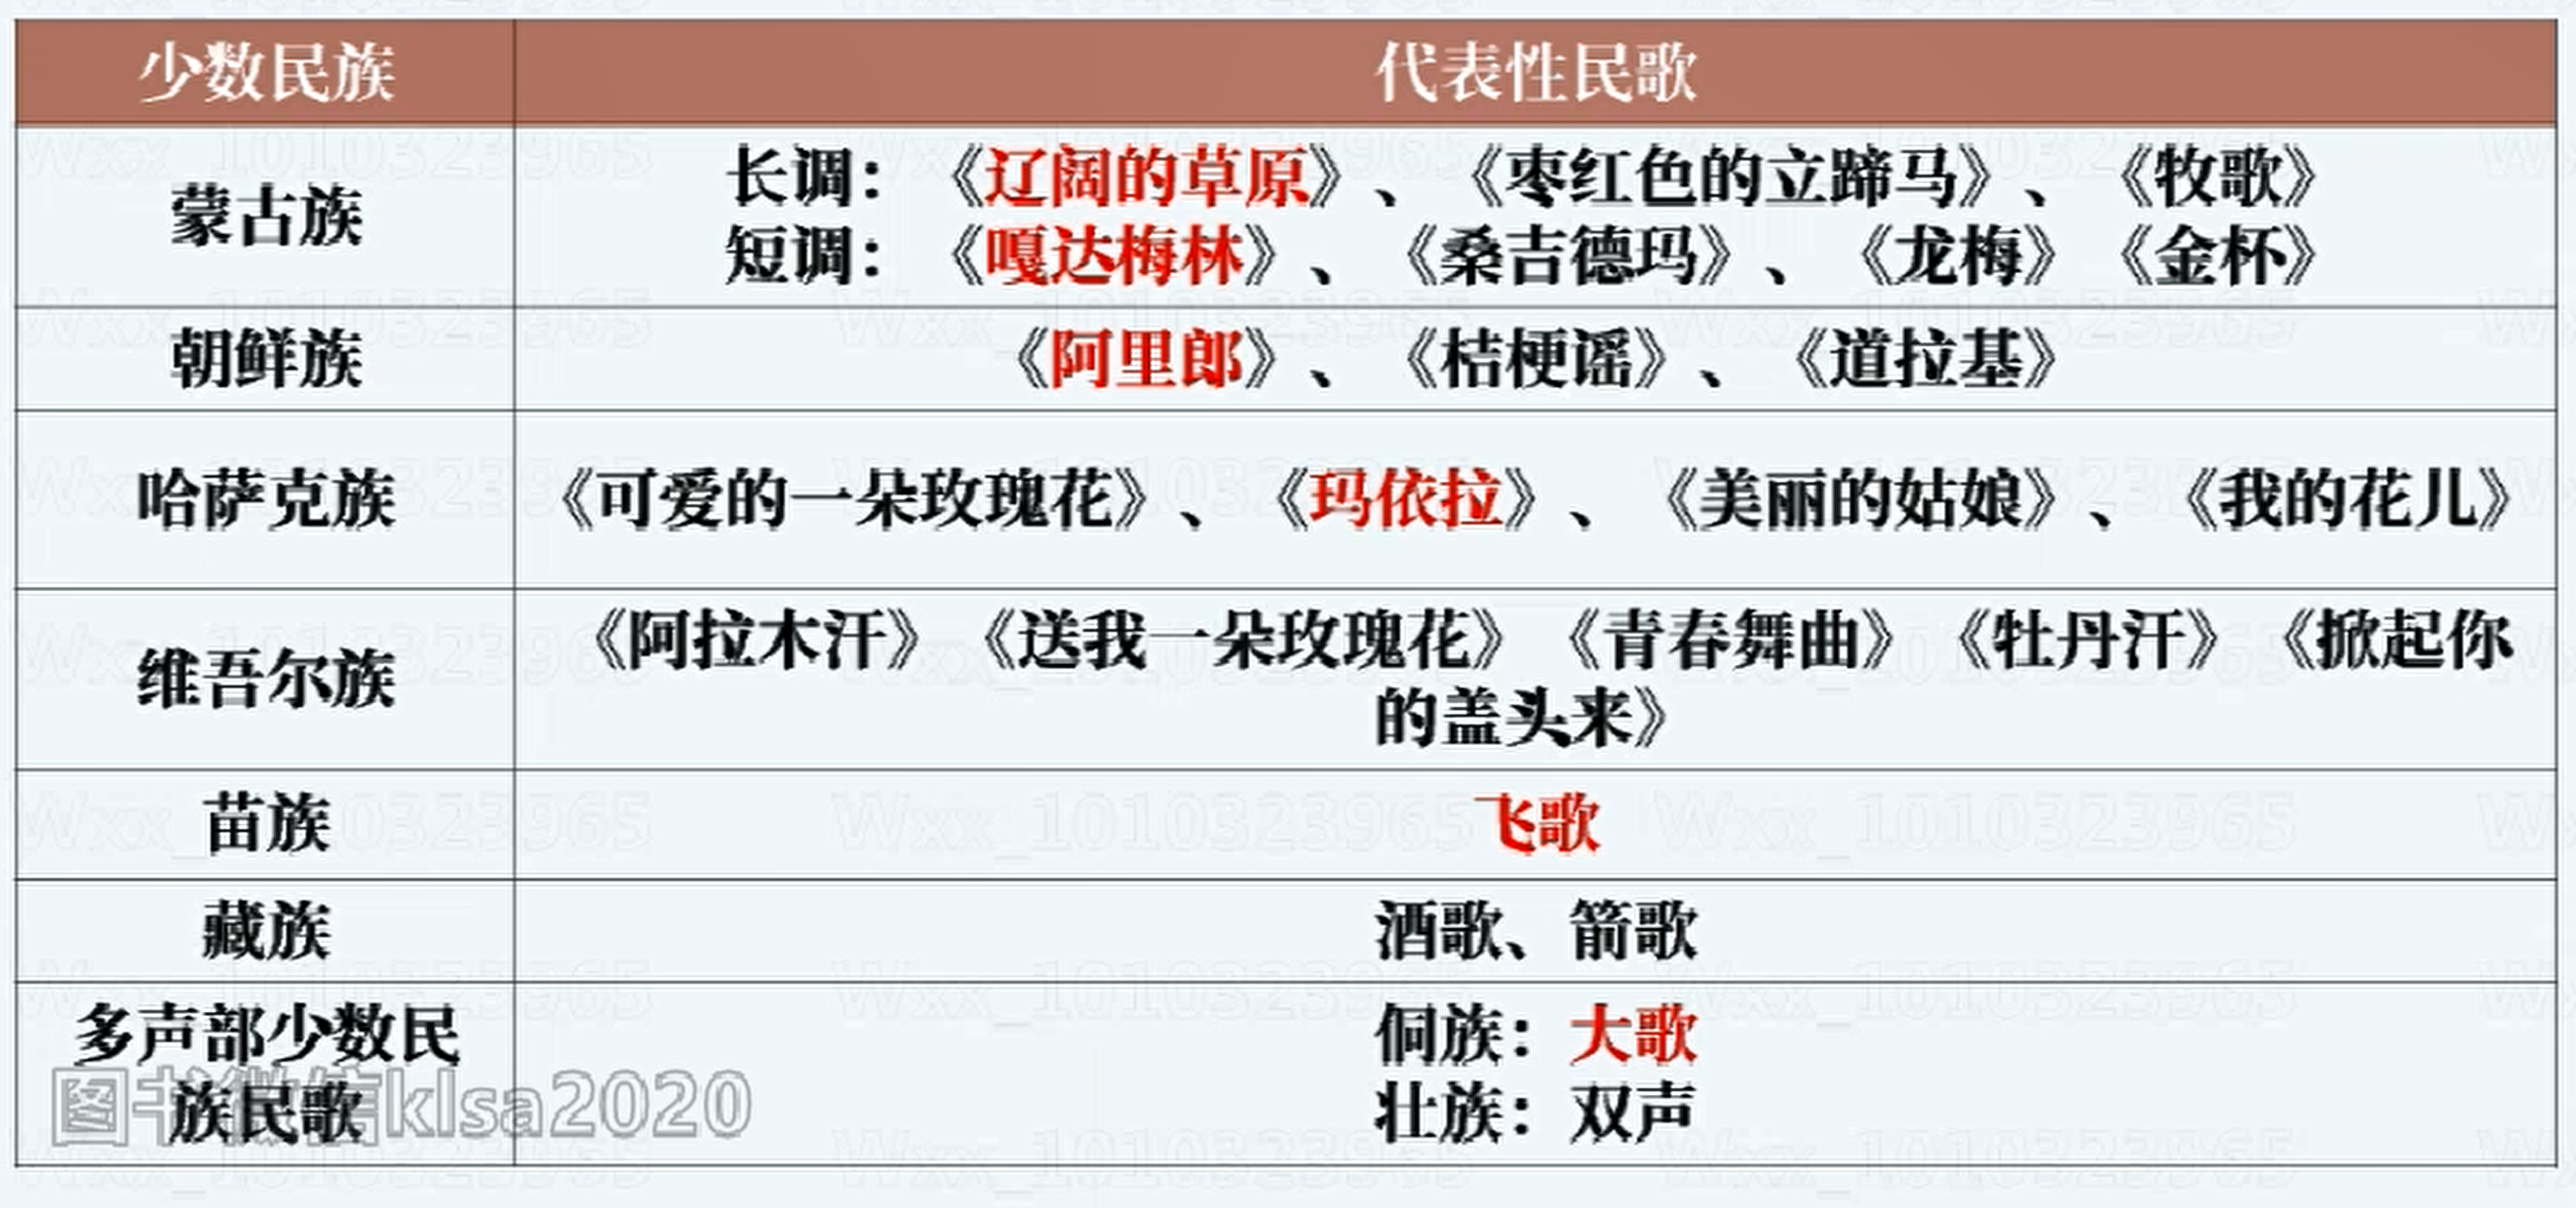 少数民族
代表性民歌
蒙古族
长调：《辽阔的草原》、《枣红色的立蹄马》、《牧歌》
短调：《嘎达梅林》、《桑吉德玛》、《龙梅》《金杯》
朝鲜族
《阿里郎》、《桔梗谣》、《道拉基》
哈萨克族
《可爱的一朵玫瑰花》、《玛依拉》、《美丽的姑娘》、《我的花儿》
维吾尔族
《阿拉木汗》《送我一朵玫瑰花》《青春舞曲》《牡丹汗》《掀起你
的盖头来》
苗族
飞歌
藏族
酒歌、箭歌
多声部少数民
族民歌
侗族：大歌
壮族：双声
图书微信klsa2020
Wxx_1010323965